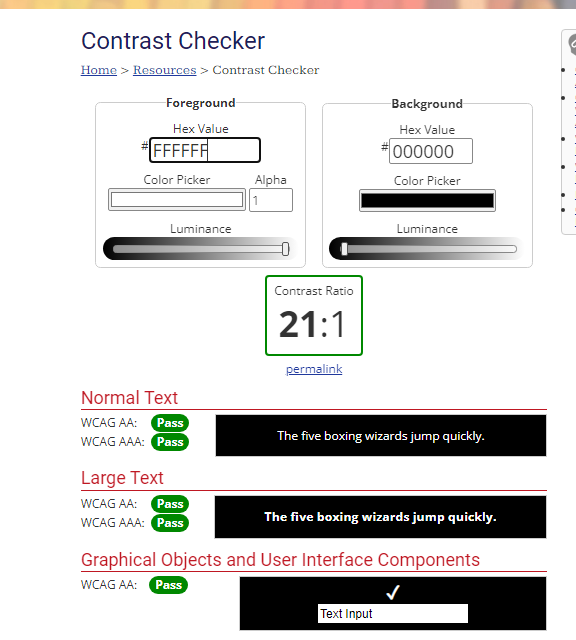 Contrast Checker
Home > Resources > Contrast Checker
Foreground
Hex Value
# FFFFFF
Color Picker Alpha
1
Luminance
Background
Hex Value
# 000000
Color Picker
Luminance
Contrast Ratio
21:1
permalink
Normal Text
WCAG AA: Pass
WCAG AAA: Pass
The five boxing wizards jump quickly.
Large Text
WCAG AA: Pass
WCAG AAA: Pass
The five boxing wizards jump quickly.
Graphical Objects and User Interface Components
WCAG AA: Pass
Text Input